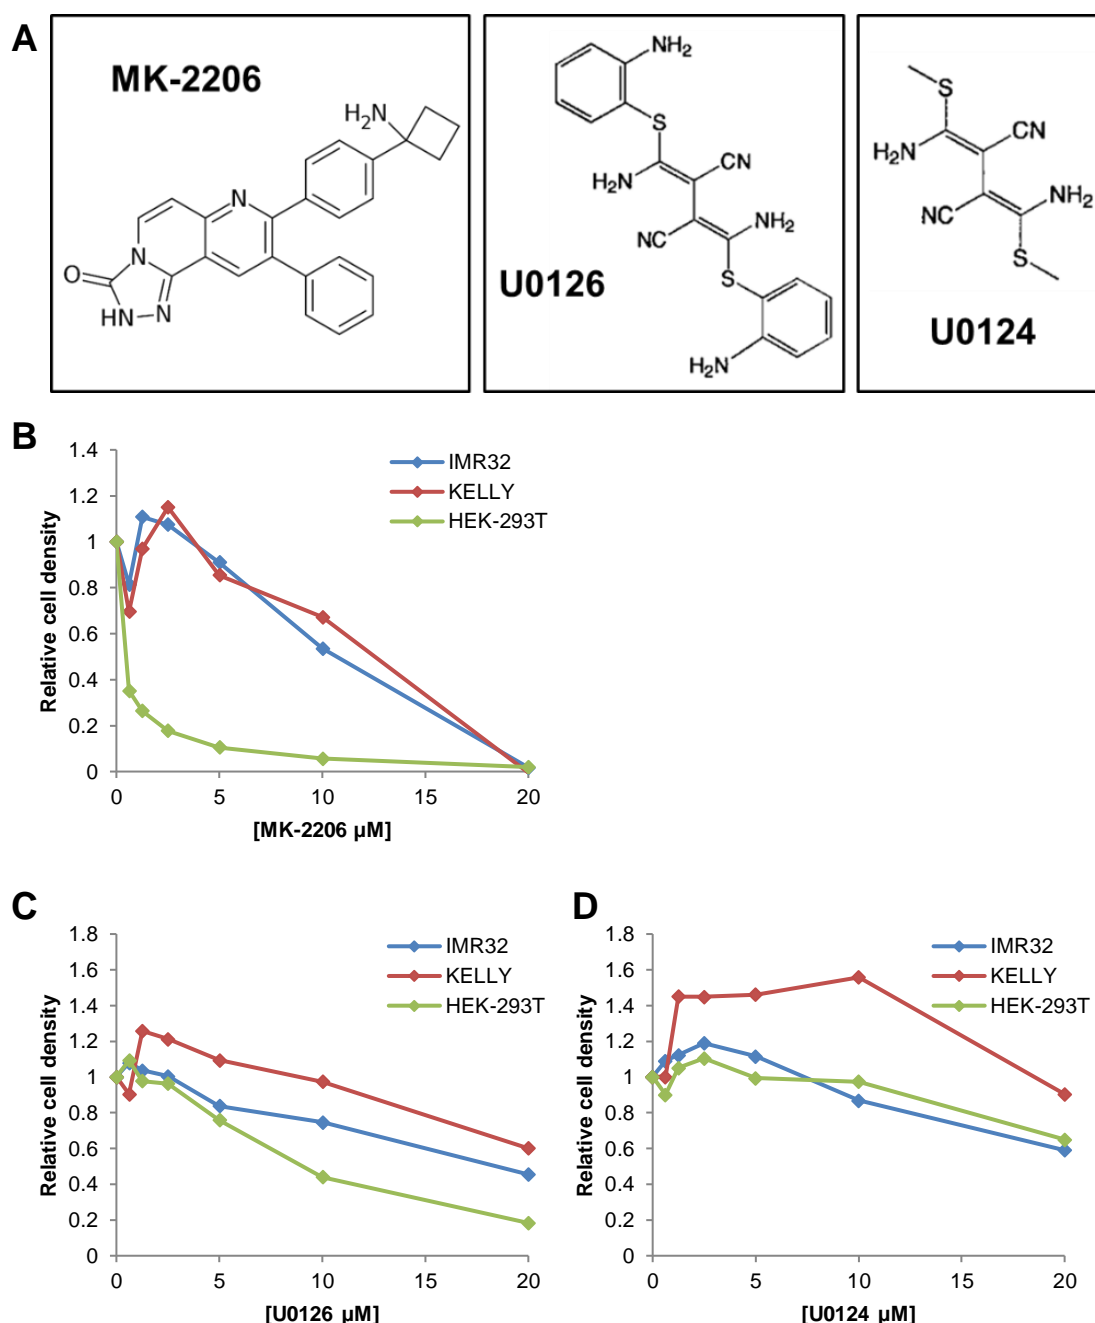 A
MK-2206
H₂N
N
N
O
HN
N
NH₂
S
H₂N
CN
NC
NH₂
S
H₂N
U0126
S
H₂N
CN
NC
NH₂
S
U0124
B
1.4
1.2
1
0.8
0.6
0.4
0.2
0
Relative cell density
IMR32
KELLY
HEK-293T
0 5 10 15 20
[MK-2206 µM]
C
1.8
1.6
1.4
1.2
1
0.8
0.6
0.4
0.2
0
Relative cell density
IMR32
KELLY
HEK-293T
0 5 10 15 20
[U0126 µM]
D
1.8
1.6
1.4
1.2
1
0.8
0.6
0.4
0.2
0
Relative cell density
IMR32
KELLY
HEK-293T
0 5 10 15 20
[U0124 µM]